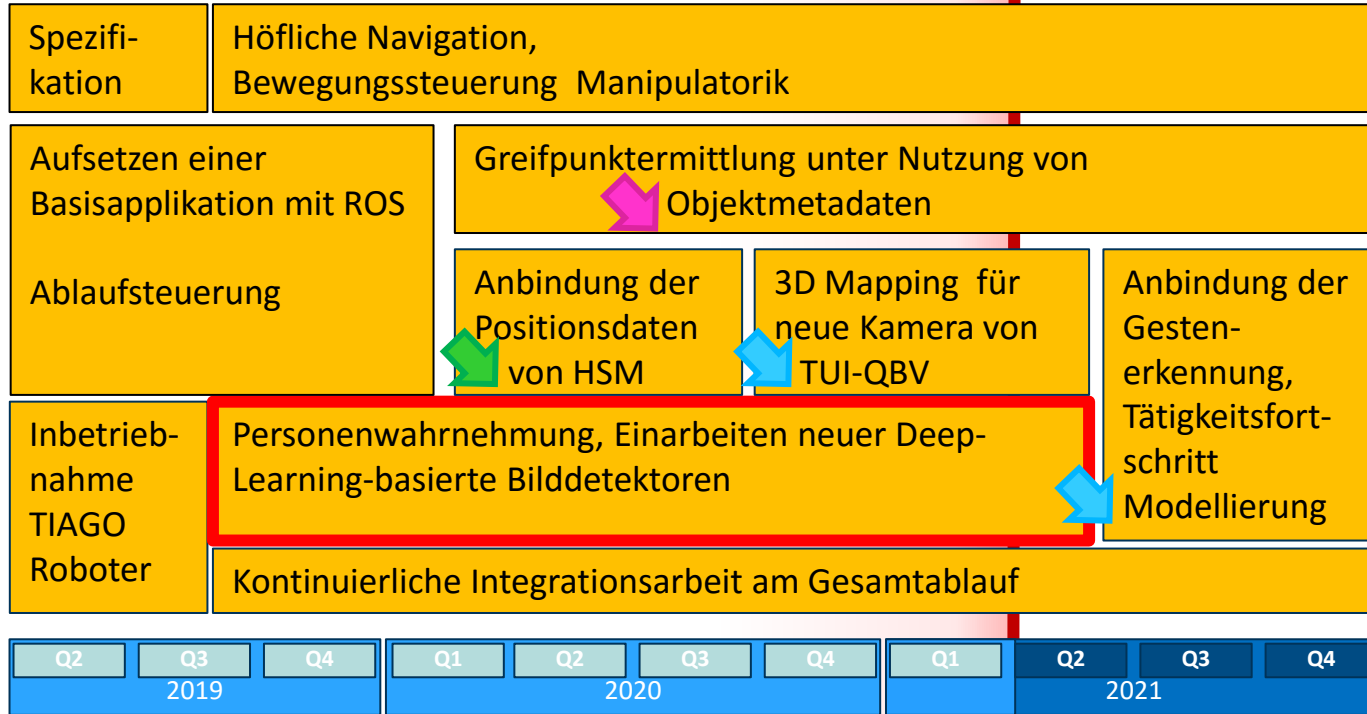 Spezifi-
kation
Höfliche Navigation,
Bewegungssteuerung Manipulatorik
Aufsetzen einer
Basisapplikation mit ROS
Ablaufsteuerung
Greifpunktermittlung unter Nutzung von
Objektmetadaten
Anbindung der
Positionsdaten
von HSM
3D Mapping für
neue Kamera von
TUI-QBV
Anbindung der
Gesten-
erkennung,
Tätigkeitsfort-
schritt
Modellierung
Inbetrieb-
nahme
TIAGO
Roboter
Personenwahrnehmung, Einarbeiten neuer Deep-
Learning-basierte Bilddetektoren
Kontinuierliche Integrationsarbeit am Gesamtablauf
Q2 Q3 Q4 Q1 Q2 Q3 Q4 Q1 Q2 Q3 Q4
2019 2020 2021